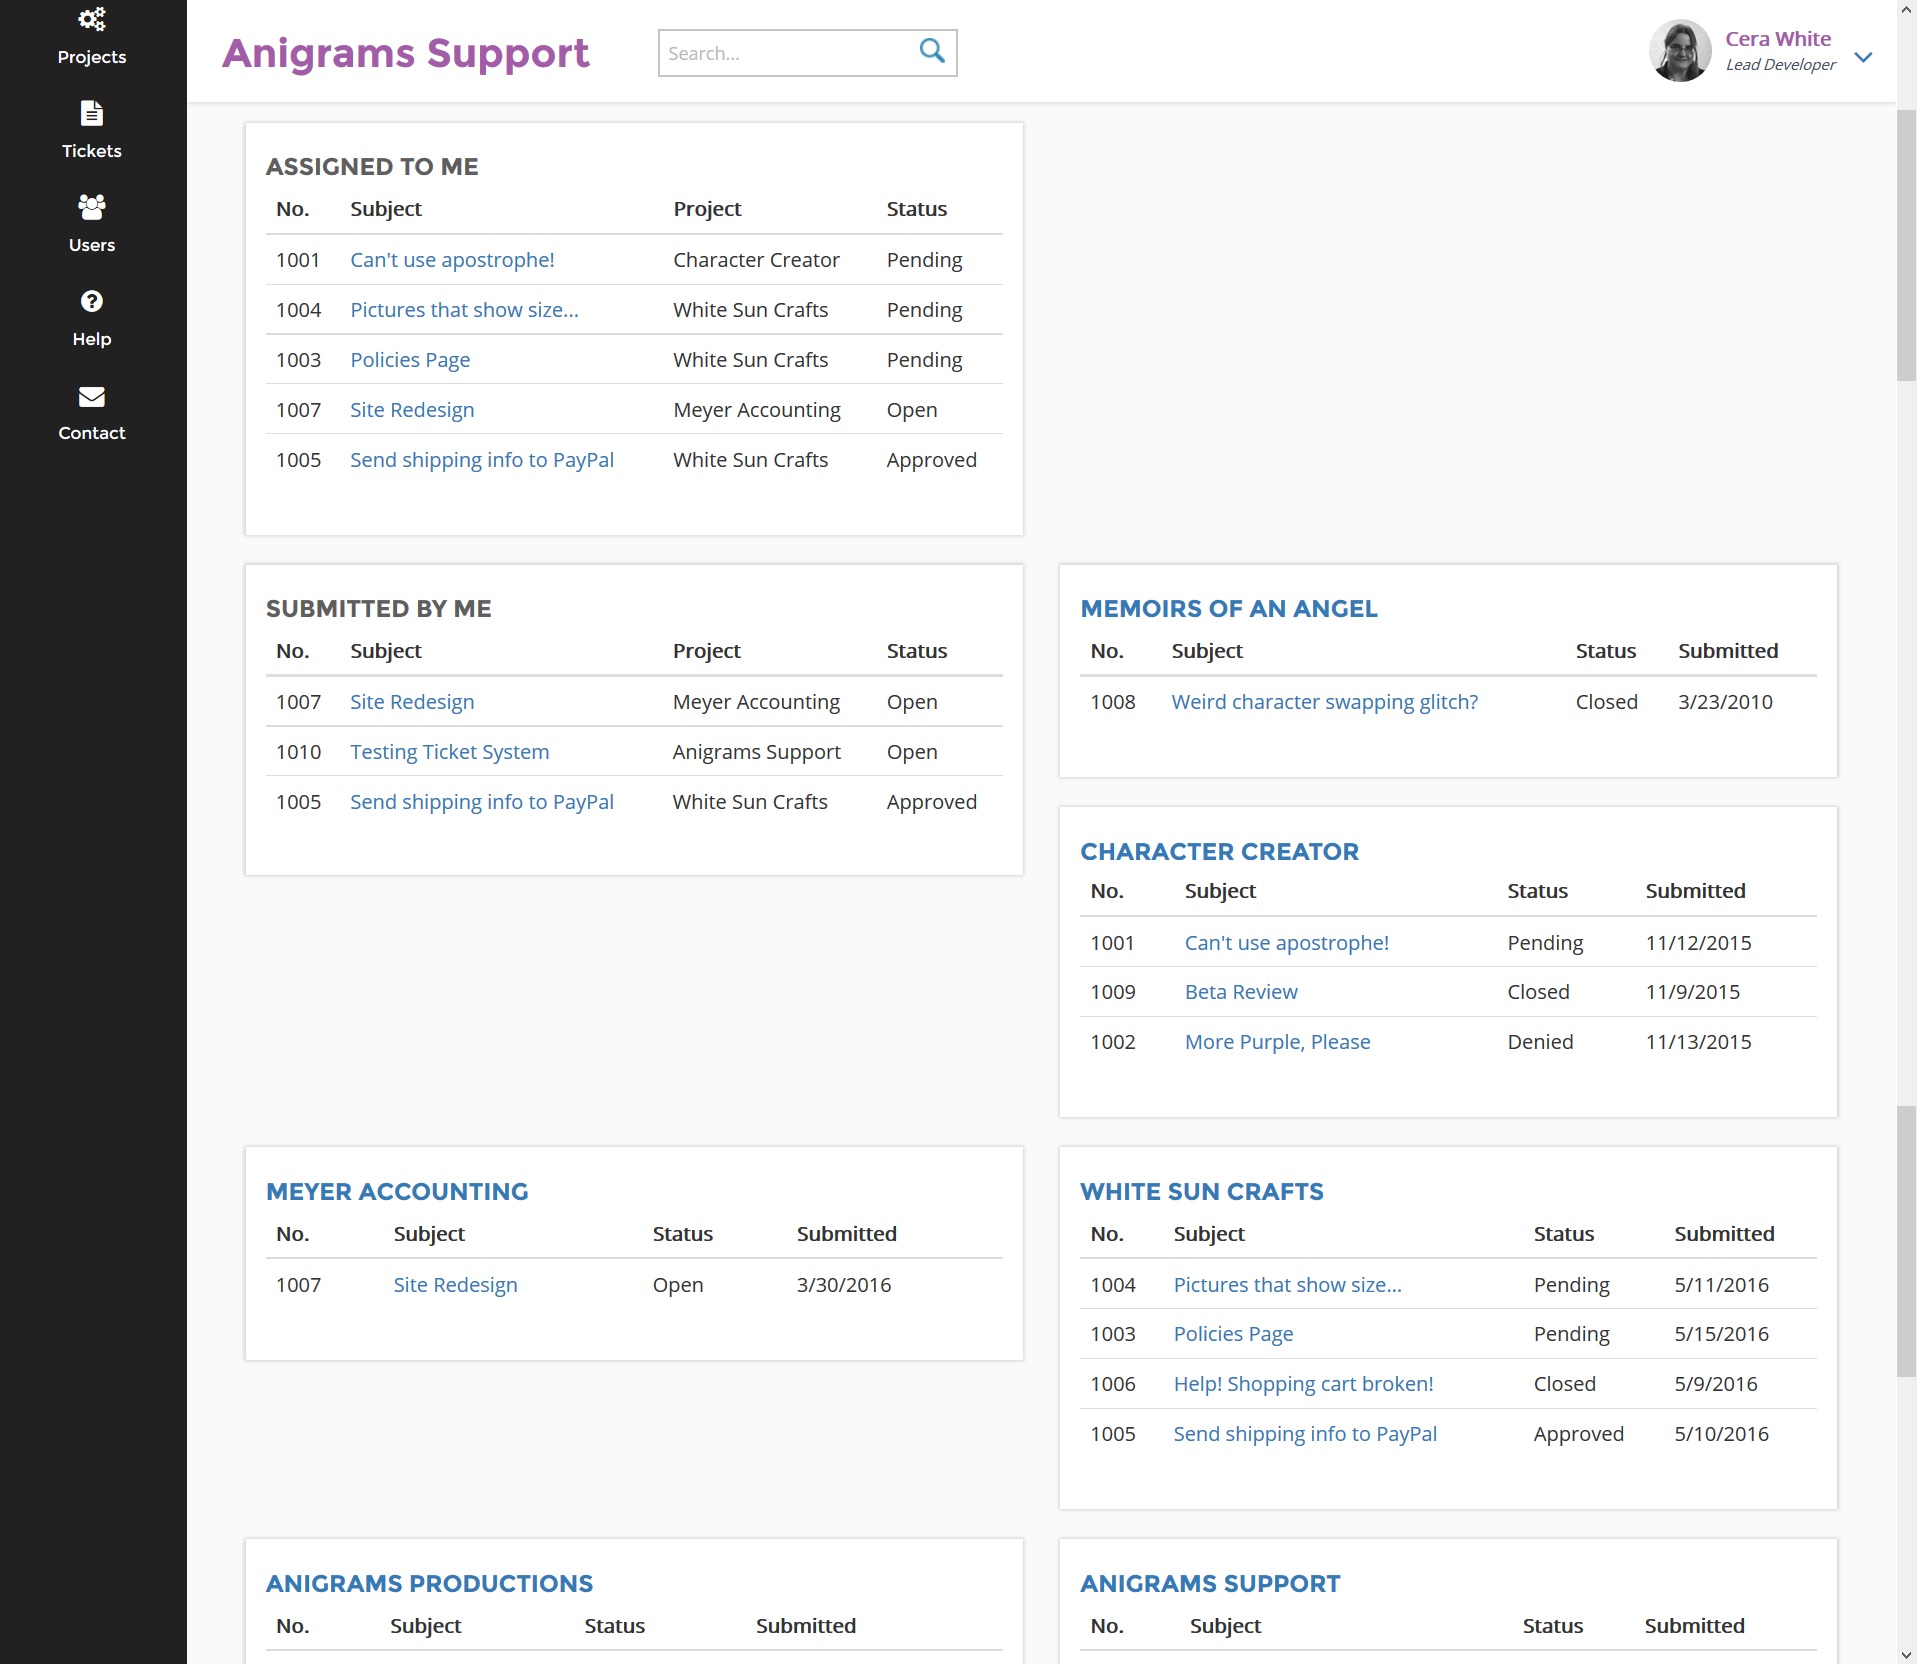 Projects
Tickets
Users
Help
Contact
Anigrams Support
Search...
Cera White
Lead Developer
ASSIGNED TO ME
No. Subject Project Status
1001 Can't use apostrophe! Character Creator Pending
1004 Pictures that show size... White Sun Crafts Pending
1003 Policies Page White Sun Crafts Pending
1007 Site Redesign Meyer Accounting Open
1005 Send shipping info to PayPal White Sun Crafts Approved
SUBMITTED BY ME
No. Subject Project Status
1007 Site Redesign Meyer Accounting Open
1010 Testing Ticket System Anigrams Support Open
1005 Send shipping info to PayPal White Sun Crafts Approved
MEMOIRS OF AN ANGEL
No. Subject Status Submitted
1008 Weird character swapping glitch? Closed 3/23/2010
CHARACTER CREATOR
No. Subject Status Submitted
1001 Can't use apostrophe! Pending 11/12/2015
1009 Beta Review Closed 11/9/2015
1002 More Purple, Please Denied 11/13/2015
MEYER ACCOUNTING
No. Subject Status Submitted
1007 Site Redesign Open 3/30/2016
WHITE SUN CRAFTS
No. Subject Status Submitted
1004 Pictures that show size... Pending 5/11/2016
1003 Policies Page Pending 5/15/2016
1006 Help! Shopping cart broken! Closed 5/9/2016
1005 Send shipping info to PayPal Approved 5/10/2016
ANIGRAMS PRODUCTIONS
No. Subject Status Submitted
ANIGRAMS SUPPORT
No. Subject Status Submitted